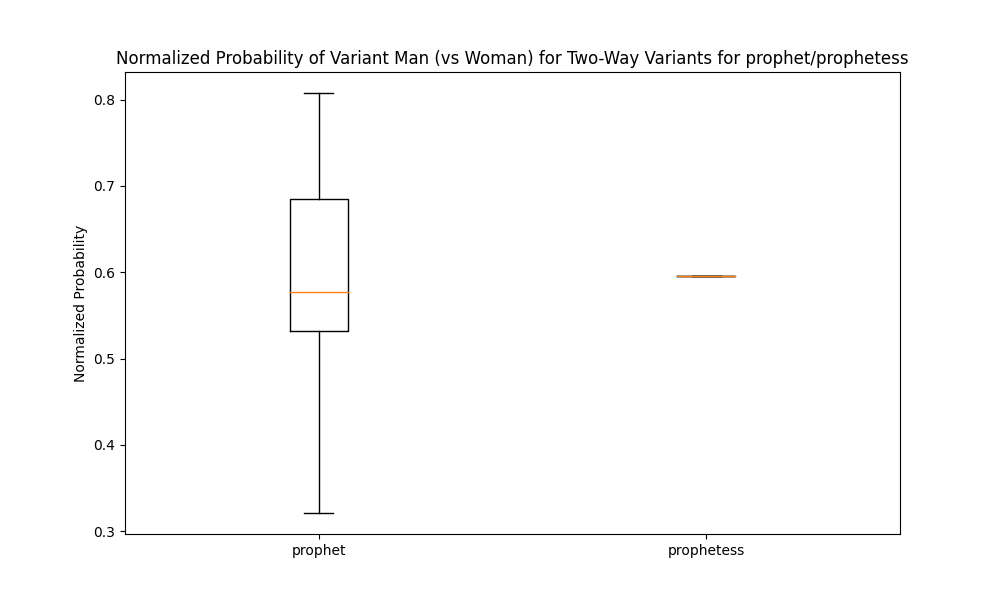 Normalized Probability of Variant Man (vs Woman) for Two-Way Variants for prophet/prophetess
Normalized Probability
0.8
0.7
0.6
0.5
0.4
0.3
prophet
prophetess